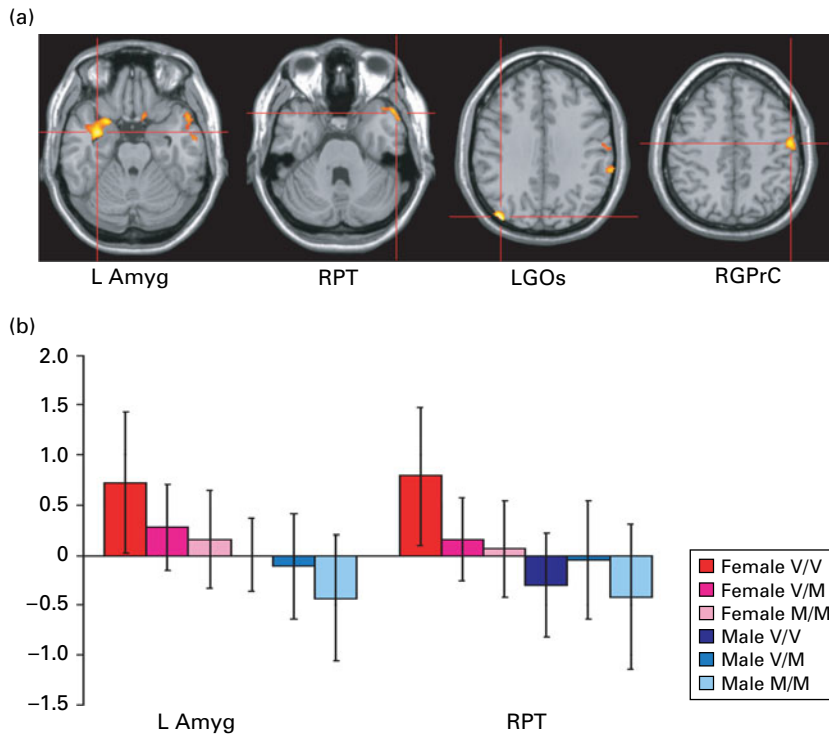 (a)
L Amyg RPT LGOs RGPrC
(b)
2.0
1.5
1.0
0.5
0
−0.5
−1.0
−1.5
L Amyg RPT
Female V/V
Female V/M
Female M/M
Male V/V
Male V/M
Male M/M